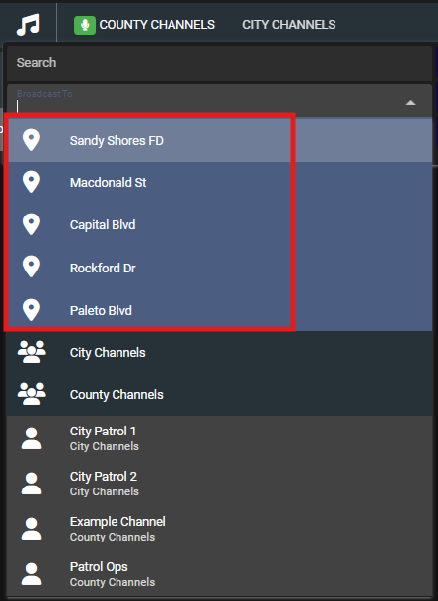 COUNTY CHANNELS
CITY CHANNELS
Search
Broadcast To
Sandy Shores FD
Macdonald St
Capital Blvd
Rockford Dr
Paleto Blvd
City Channels
County Channels
City Patrol 1
City Channels
City Patrol 2
City Channels
Example Channel
County Channels
Patrol Ops
County Channels